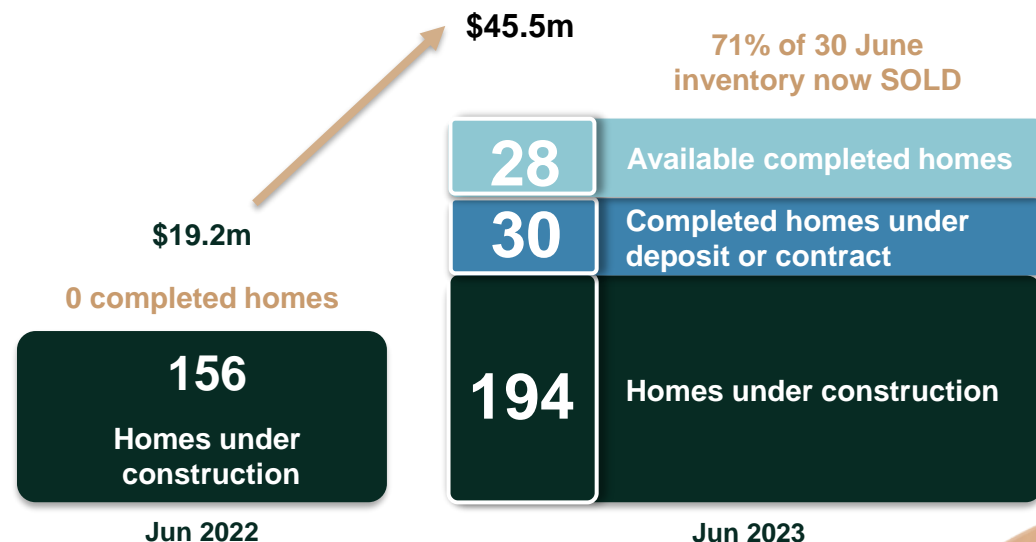 $45.5m
71% of 30 June
inventory now SOLD
28
Available completed homes
$19.2m
30
Completed homes under
deposit or contract
0 completed homes
156
Homes under
construction
194
Homes under construction
Jun 2022
Jun 2023